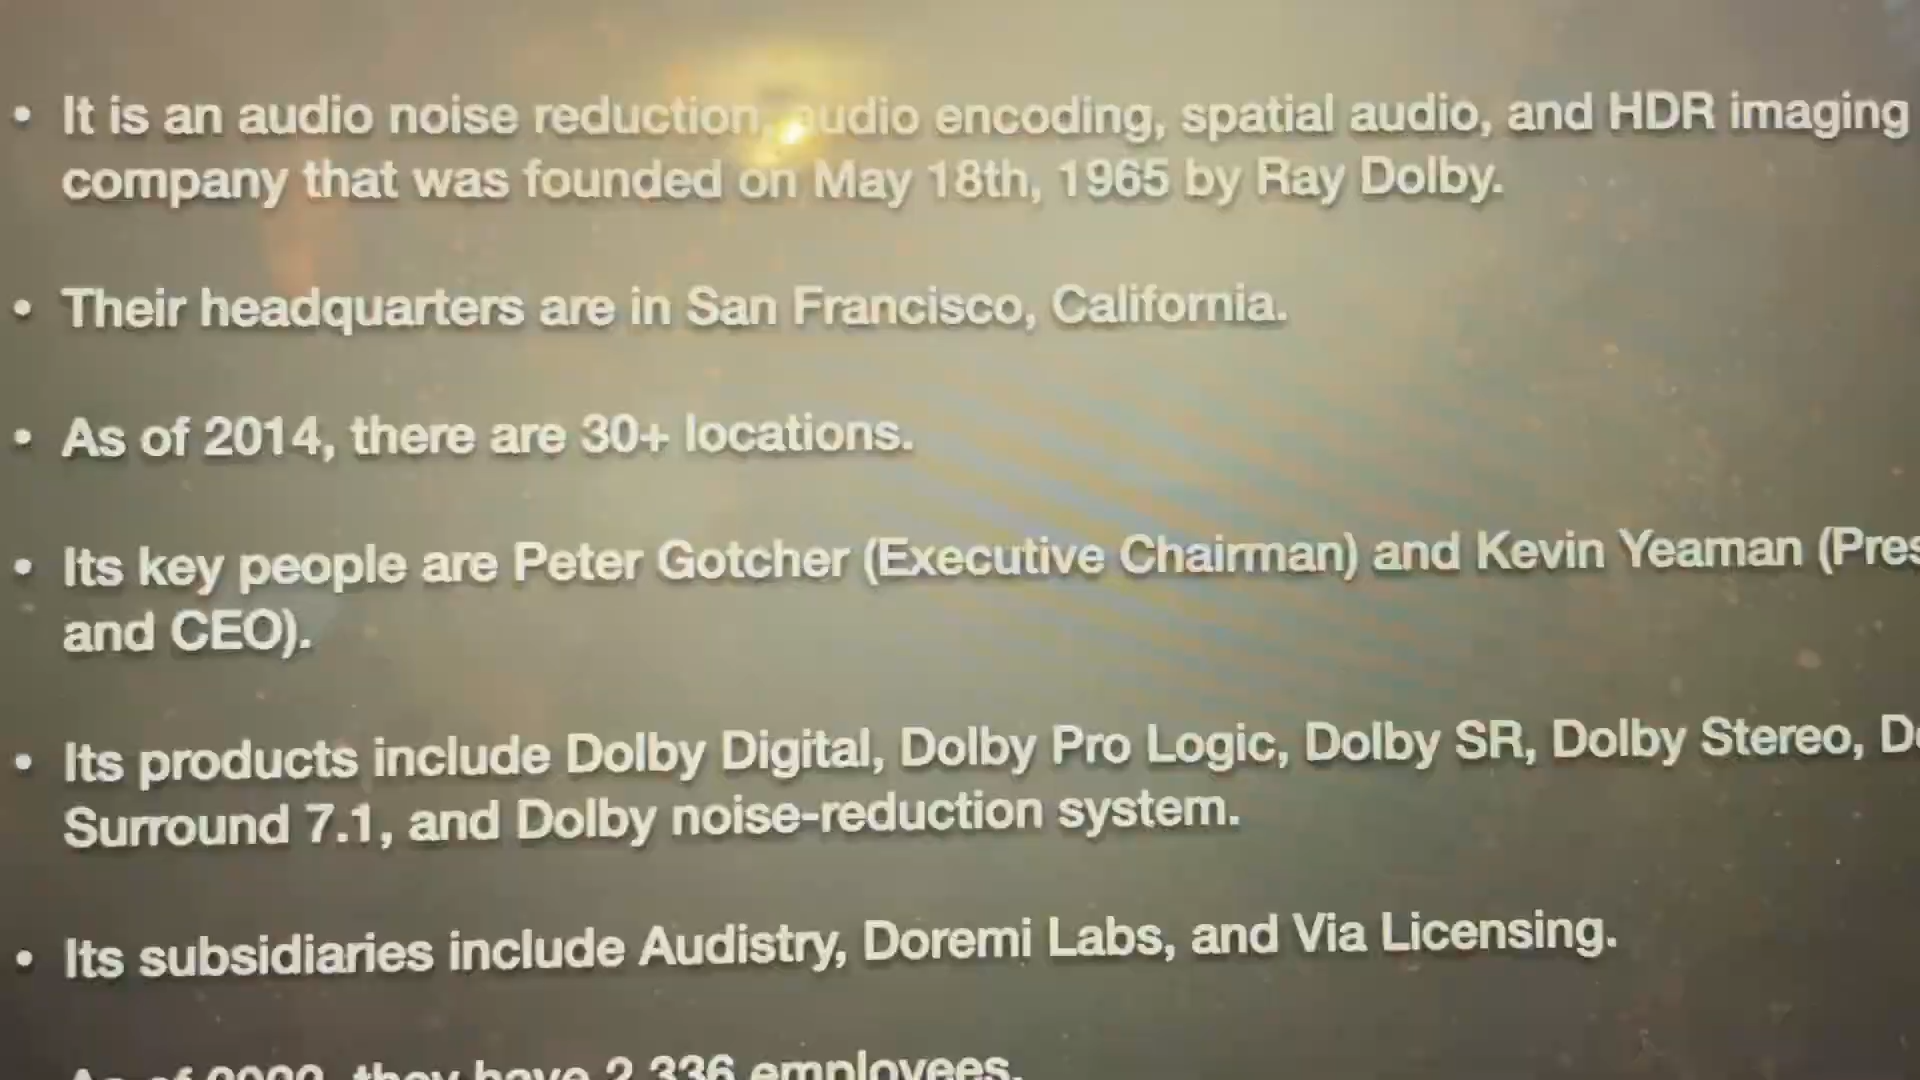 • It is an audio noise reduction, audio encoding, spatial audio, and HDR imaging
company that was founded on May 18th, 1965 by Ray Dolby.
• Their headquarters are in San Francisco, California.
• As of 2014, there are 30+ locations.
• Its key people are Peter Gotcher (Executive Chairman) and Kevin Yeaman (Pres
and CEO).
• Its products include Dolby Digital, Dolby Pro Logic, Dolby SR, Dolby Stereo,
Surround 7.1, and Dolby noise-reduction system.
• Its subsidiaries include Audistry, Doremi Labs, and Via Licensing.
As of they have 2,336 employees.